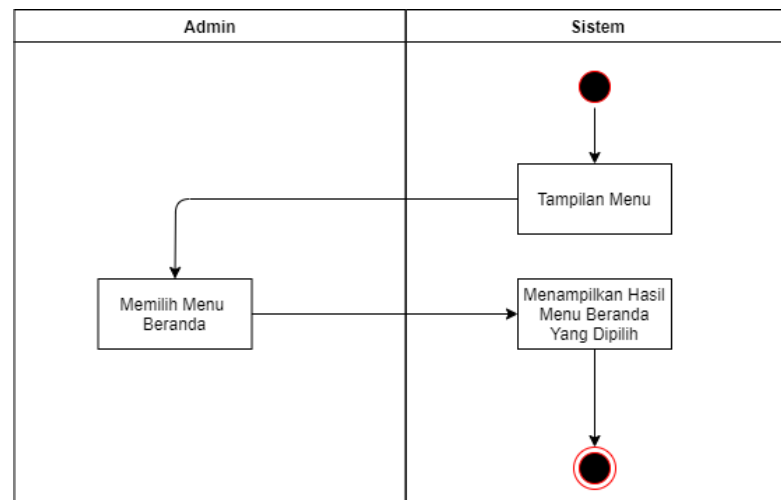 Admin
Sistem
Tampilan Menu
Memilih Menu
Beranda
Menampilkan Hasil
Menu Beranda
Yang Dipilih